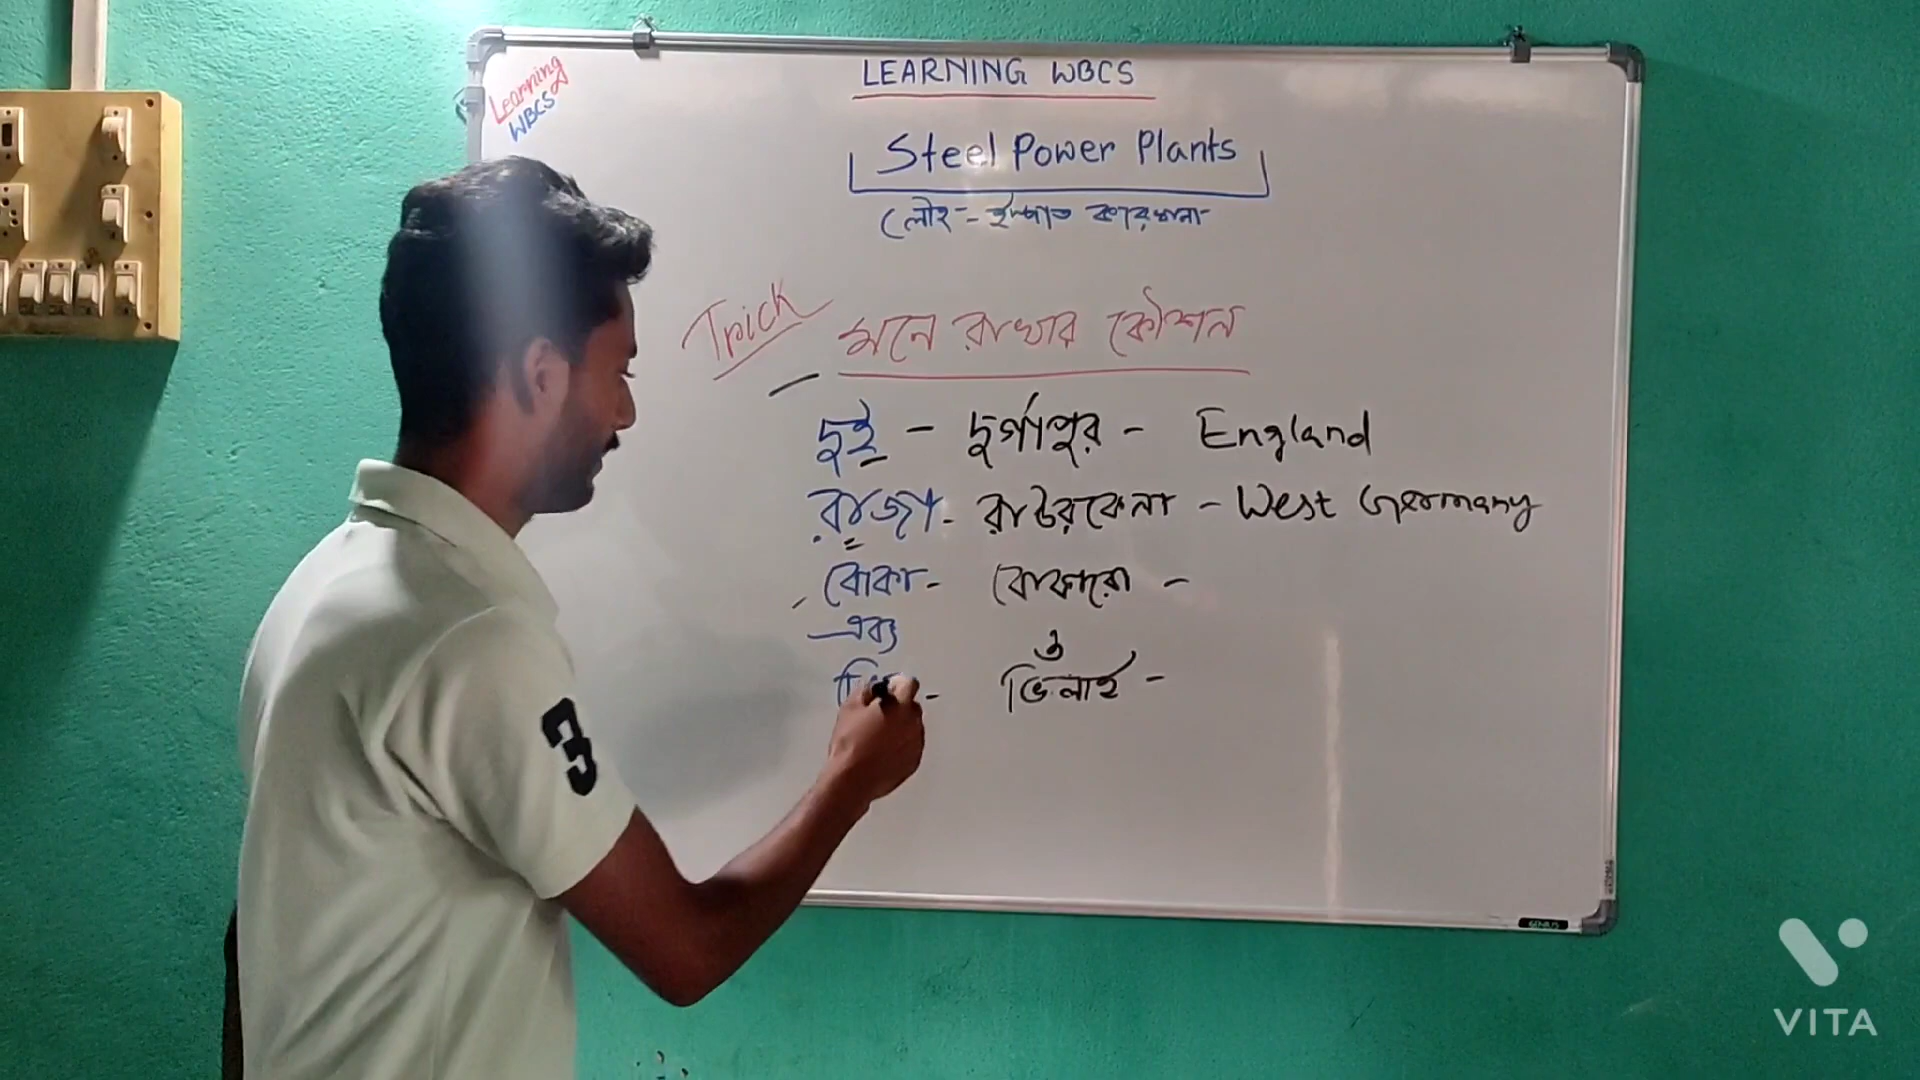 Learning
WBCS
LEARNING WBCS
Steel Power Plants
লৌহ - ইস্পাত কারখানা
Trick
মনে রাখার কৌশল
দুই - দুর্গাপুর - England
রাজা - রাউরকেলা - West Germany
বোকা - বোকারো -
এবং ও
ভিলাই -
VITA